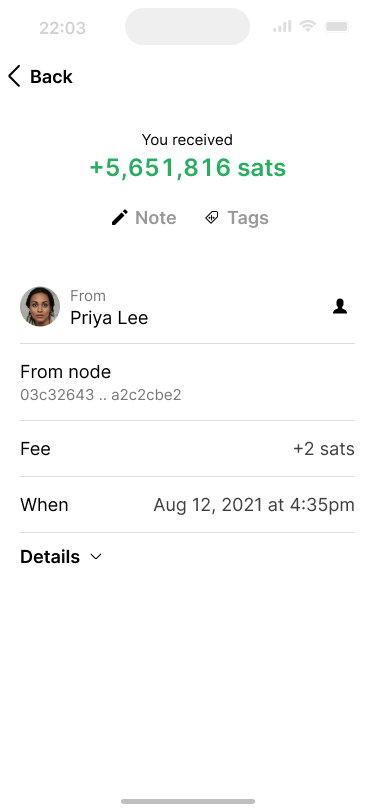 22:03
Back
You received
+5,651,816 sats
Note
Tags
From
Priya Lee
From node
03c32643 .. a2c2cbe2
Fee
+2 sats
When
Aug 12, 2021 at 4:35pm
Details